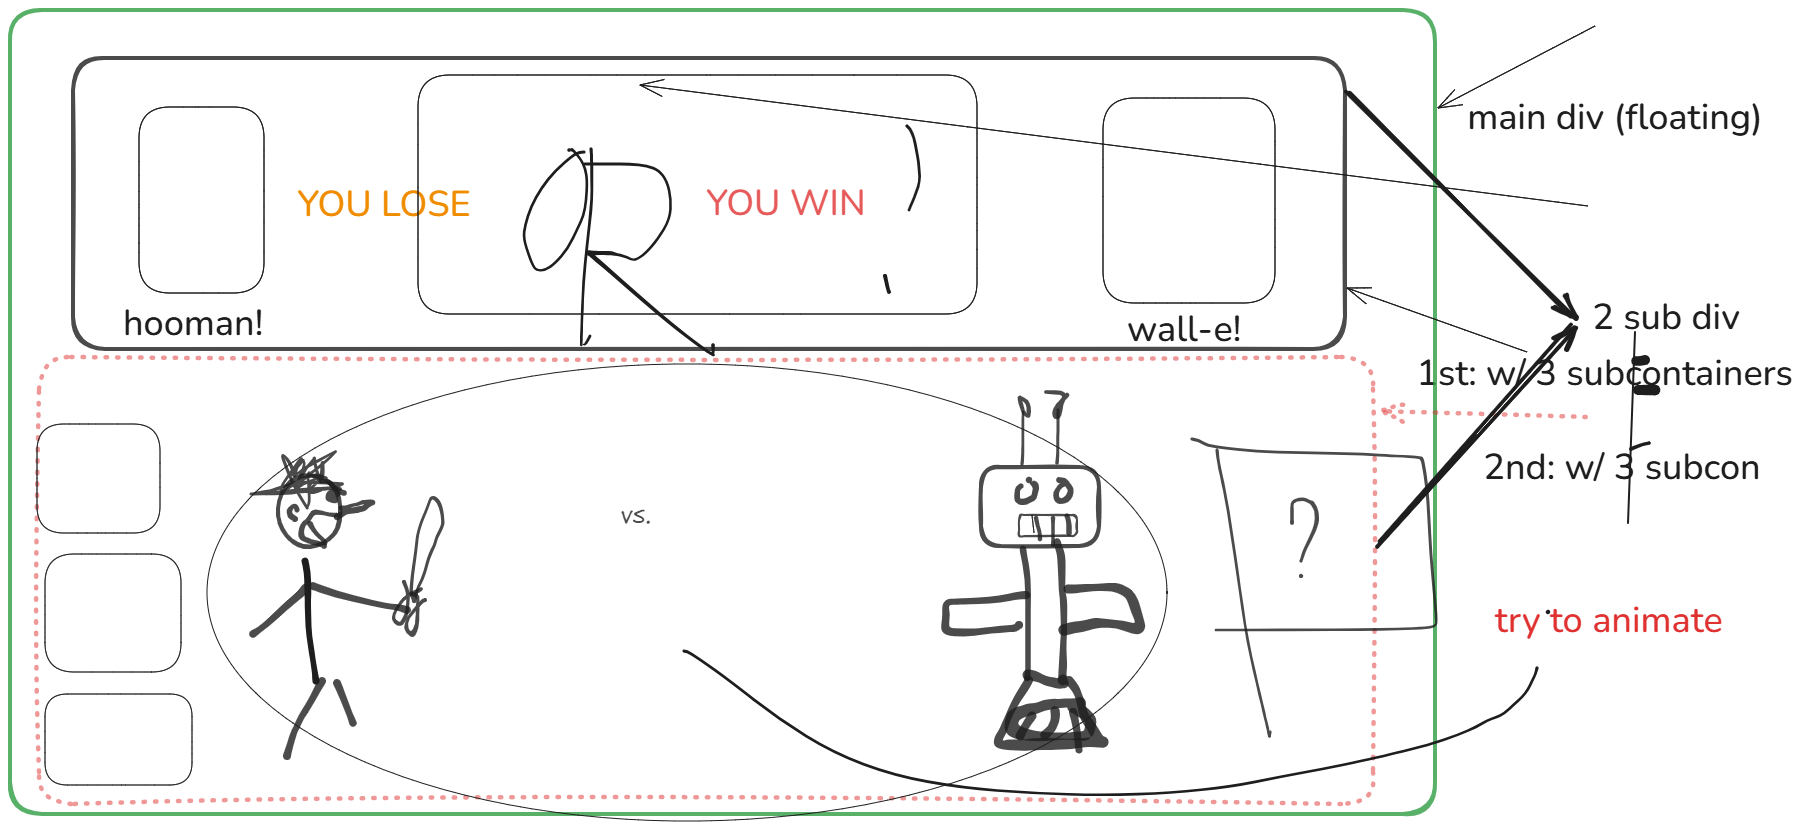 main div (floating)
YOU LOSE
YOU WIN
hooman!
wall-e!
2 sub div
1st: w/ 3 subcontainers
2nd: w/ 3 subcon
vs.
?
try to animate